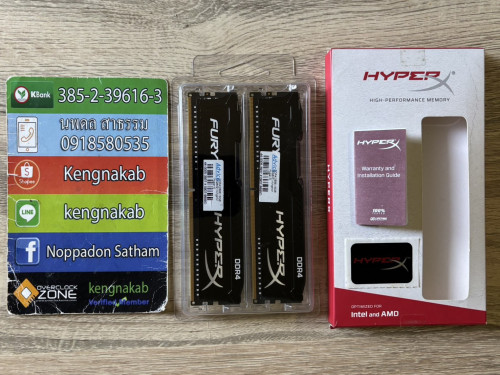 KBank
385-2-39616-3
นพดล สาธรรม
0918580535
Shopee
Kengnakab
LINE
kengnakab
Noppadon Satham
OVERCLOCK
ZONE
kengnakab
Verified Member
FURY
HYPERX
DDR4
FURY
HYPERX
DDR4
HYPERX
HIGH-PERFORMANCE MEMORY
HYPERX
Warranty and
Installation Guide
HYPERX
OPTIMIZED FOR
Intel and AMD